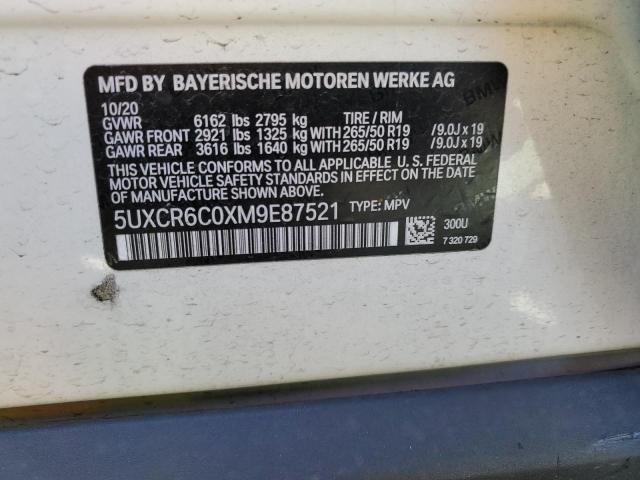 MFD BY BAYERISCHE MOTOREN WERKE AG
10/20
GVWR 6162 lbs 2795 kg TIRE / RIM
GAWR FRONT 2921 lbs 1325 kg WITH 265/50 R19 /9.0J x 19
GAWR REAR 3616 lbs 1640 kg WITH 265/50 R19 /9.0J x 19
THIS VEHICLE CONFORMS TO ALL APPLICABLE U. S. FEDERAL
MOTOR VEHICLE SAFETY STANDARDS IN EFFECT ON THE DATE
OF MANUFACTURE SHOWN ABOVE.
5UXCR6C0XM9E87521 TYPE: MPV
300U
7 320 729